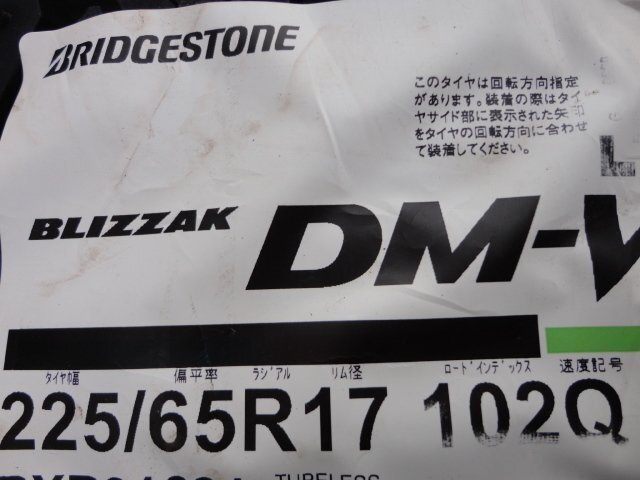 BRIDGESTONE
このタイヤは回転方向指定
があります。装着の際はタイ
ヤサイド部に表示された矢印
をタイヤの回転方向に合わせ
て装着してください。
L
BLIZZAK DM-V
タイヤ巾幅 偏平率 ラジアル リム径 ロードインデックス 速度記号
225/65R17 102Q
TUBELESS